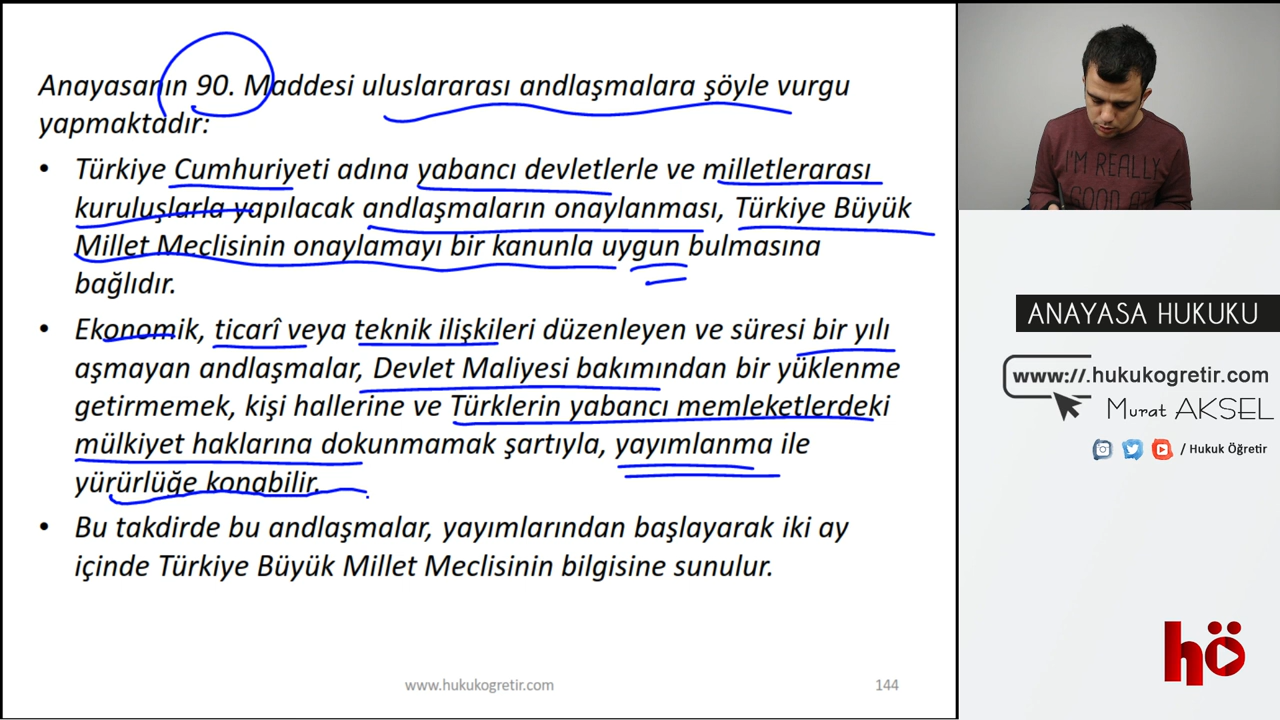 Anayasanın 90. Maddesi uluslararası andlaşmalara şöyle vurgu
yapmaktadır:
• Türkiye Cumhuriyeti adına yabancı devletlerle ve milletlerarası
kuruluşlarla yapılacak andlaşmaların onaylanması, Türkiye Büyük
Millet Meclisinin onaylamayı bir kanunla uygun bulmasına
bağlıdır.
• Ekonomik, ticarî veya teknik ilişkileri düzenleyen ve süresi bir yılı
aşmayan andlaşmalar, Devlet Maliyesi bakımından bir yüklenme
getirmemek, kişi hallerine ve Türklerin yabancı memleketlerdeki
mülkiyet haklarına dokunmamak şartıyla, yayımlanma ile
yürürlüğe konabilir.
• Bu takdirde bu andlaşmalar, yayımlarından başlayarak iki ay
içinde Türkiye Büyük Millet Meclisinin bilgisine sunulur.
www.hukukogretir.com
144
I'M REALLY
GOOD AT
ANAYASA HUKUKU
www://.hukukogretir.com
Murat AKSEL
/ Hukuk Öğretir
hö